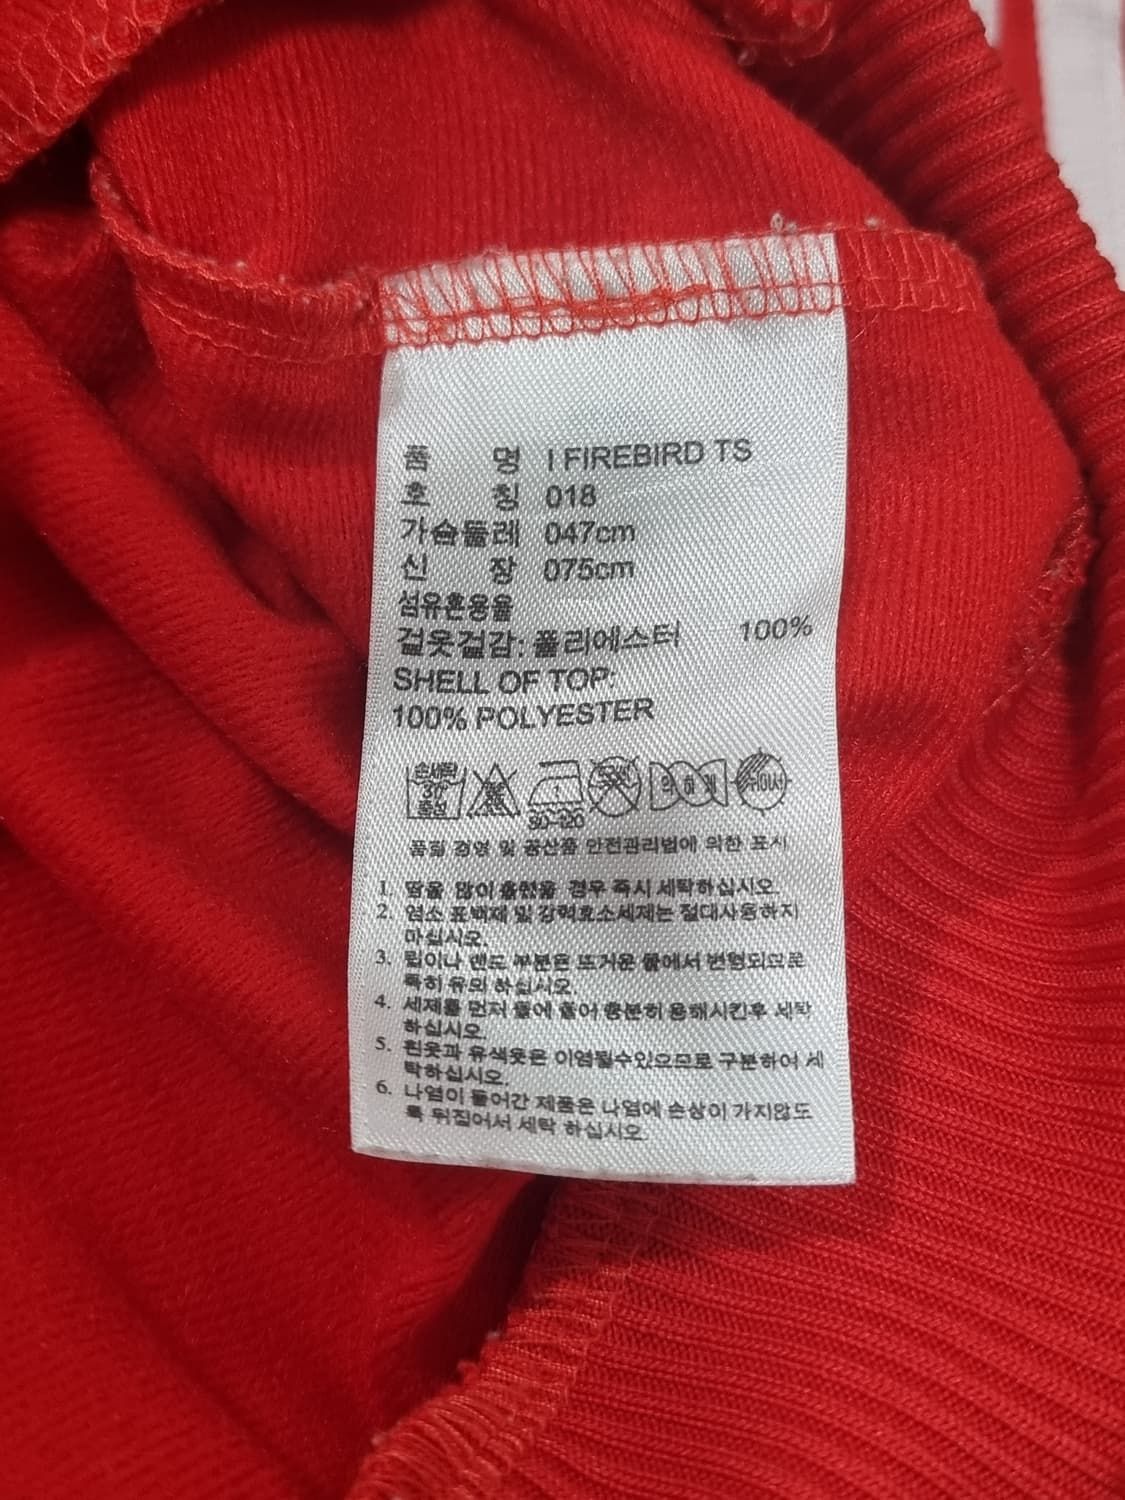 품 명 I FIREBIRD TS
호 칭 018
가슴둘레 047cm
신 장 075cm
섬유혼용율
겉옷겉감: 폴리에스터 100%
SHELL OF TOP:
100% POLYESTER
손세탁 30 중성
80~120
품질 경영 및 공산품 안전관리법에 의한 표시
1. 땀을 많이 흘렸을 경우 즉시 세탁하십시오.
2. 염소 표백제 및 강력효소세제는 절대사용하지
마십시오.
3. 립이나 밴드 부분은 뜨거운 물에서 변형되므로
특히 유의 하십시오.
4. 세제를 먼저 물에 풀어 충분히 용해시킨후 세탁
하십시오.
5. 흰옷과 유색옷은 이염될수있으므로 구분하여 세
탁하십시오.
6. 나염이 들어간 제품은 나염에 손상이 가지않도
록 뒤집어서 세탁 하십시오.